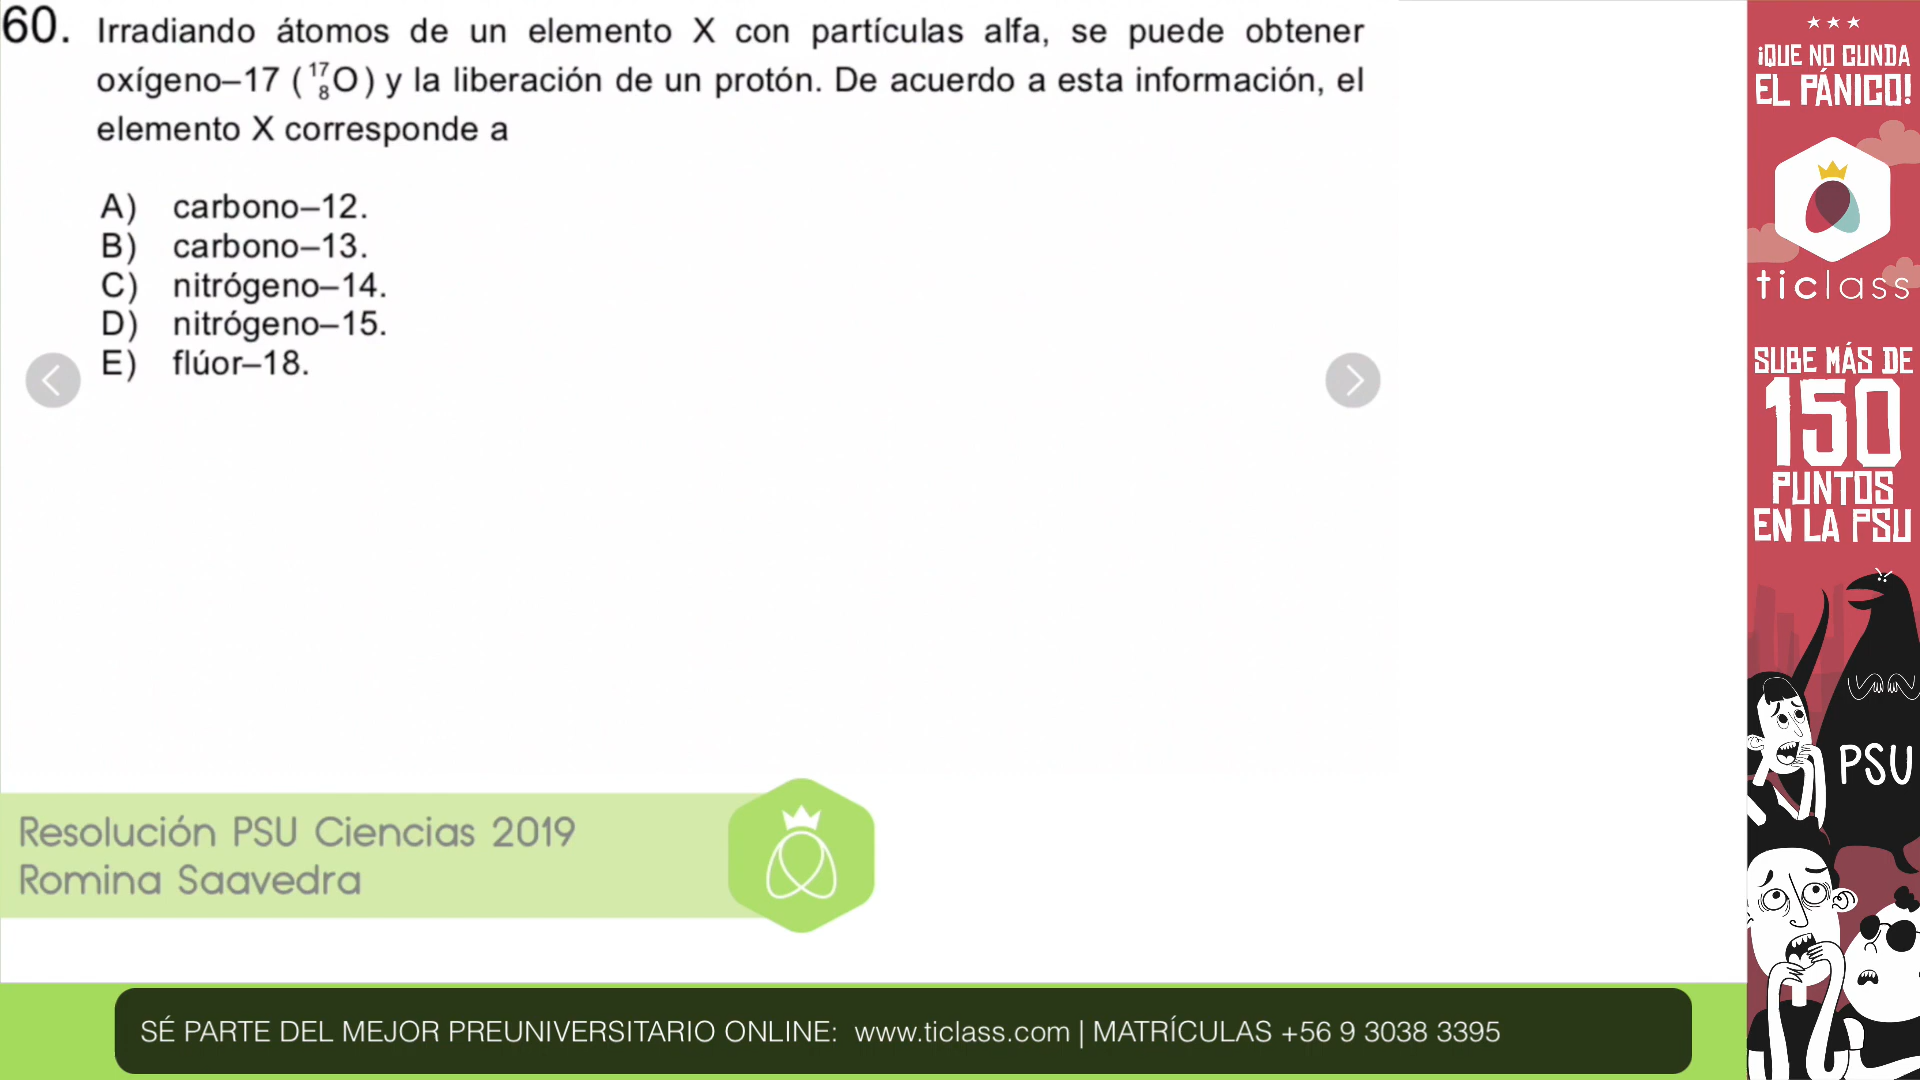 60. Irradiando átomos de un elemento X con partículas alfa, se puede obtener
oxígeno–17 ( ¹⁷₈O ) y la liberación de un protón. De acuerdo a esta información, el
elemento X corresponde a
A) carbono–12.
B) carbono–13.
C) nitrógeno–14.
D) nitrógeno–15.
E) flúor–18.
Resolución PSU Ciencias 2019
Romina Saavedra
SÉ PARTE DEL MEJOR PREUNIVERSITARIO ONLINE: www.ticlass.com | MATRÍCULAS +56 9 3038 3395
¡QUE NO CUNDA
EL PÁNICO!
ticlass
SUBE MÁS DE
150
PUNTOS
EN LA PSU
PSU